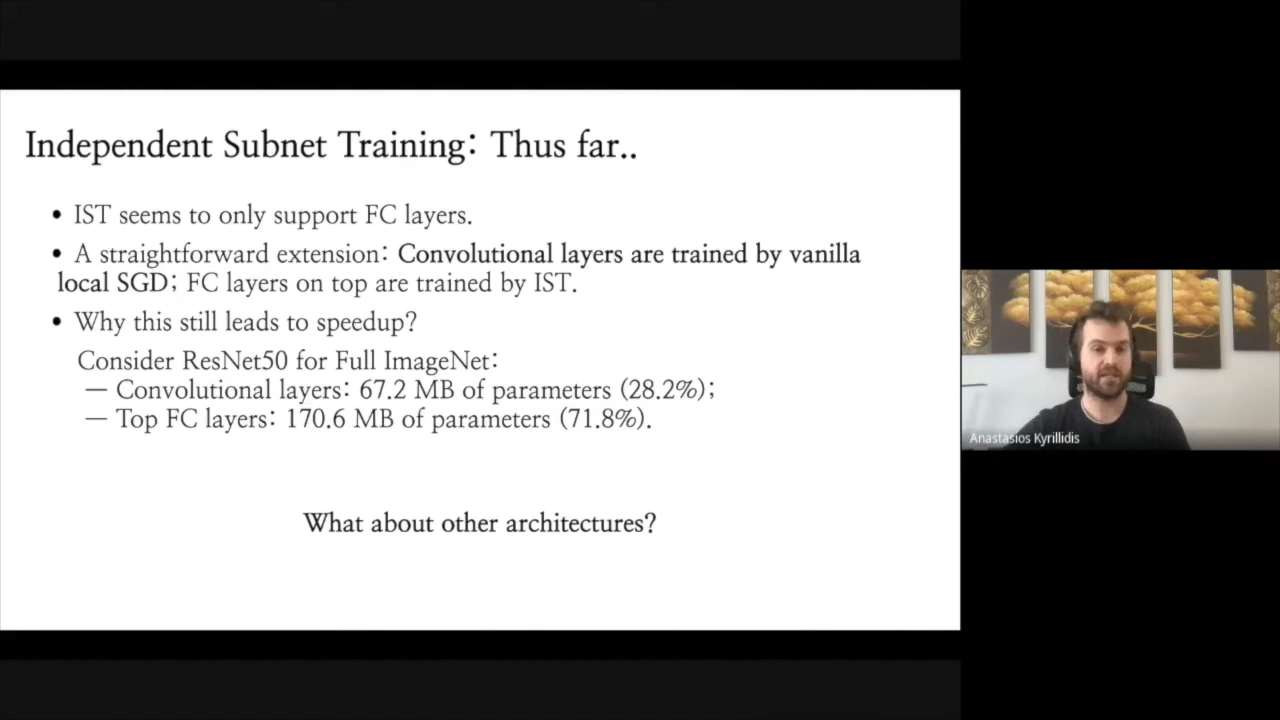 Independent Subnet Training: Thus far..
• IST seems to only support FC layers.
• A straightforward extension: Convolutional layers are trained by vanilla
local SGD; FC layers on top are trained by IST.
• Why this still leads to speedup?
Consider ResNet50 for Full ImageNet:
— Convolutional layers: 67.2 MB of parameters (28.2%);
— Top FC layers: 170.6 MB of parameters (71.8%).
What about other architectures?
Anastasios Kyrillidis